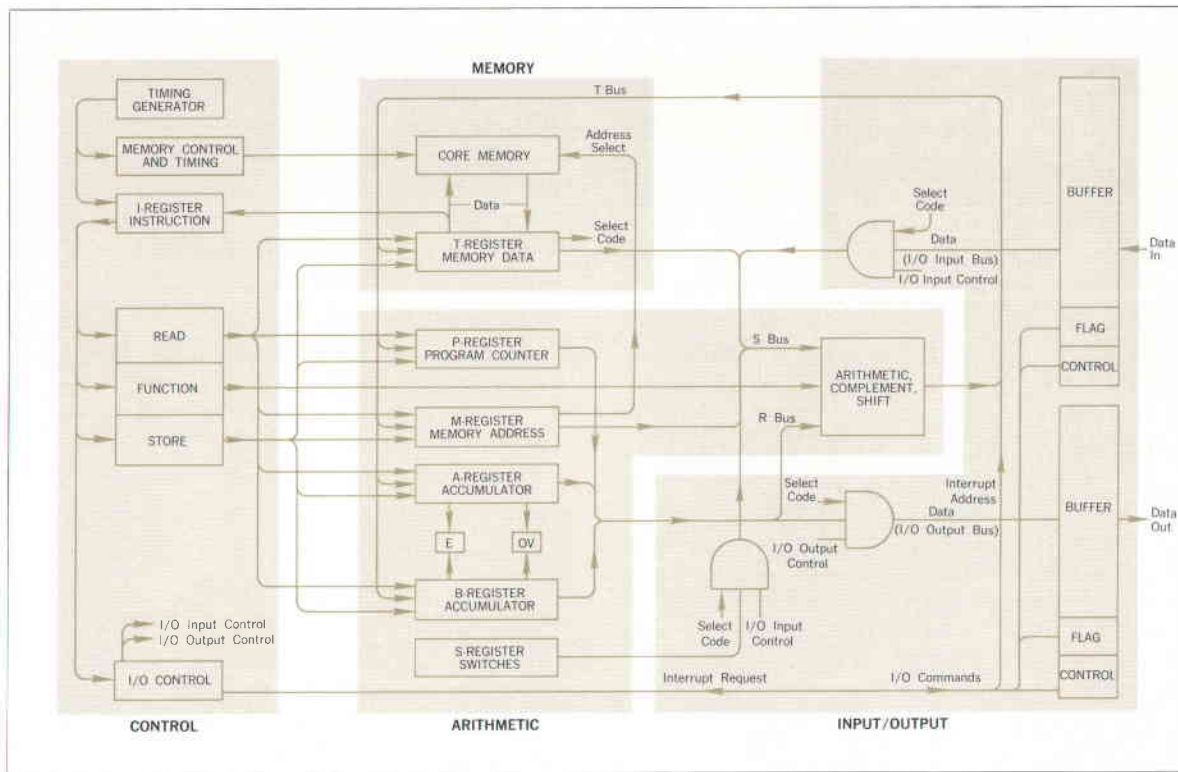 MEMORY
TIMING
GENERATOR
MEMORY CONTROL
AND TIMING
I-REGISTER
INSTRUCTION
READ
FUNCTION
STORE
I/O Input Control
I/O Output Control
I/O CONTROL
CONTROL
T Bus
CORE MEMORY
Address
Select
Data
T-REGISTER
MEMORY DATA
Select
Code
P-REGISTER
PROGRAM COUNTER
M-REGISTER
MEMORY ADDRESS
A-REGISTER
ACCUMULATOR
E
OV
B-REGISTER
ACCUMULATOR
S-REGISTER
SWITCHES
ARITHMETIC
S Bus
R Bus
ARITHMETIC,
COMPLEMENT,
SHIFT
Select
Code
Data
(I/O Input Bus)
I/O Input Control
BUFFER
Data
In
FLAG
CONTROL
Select
Code
I/O Output
Control
Interrupt
Address
Data
(I/O Output Bus)
BUFFER
Data
Out
Select
Code
I/O Input
Control
FLAG
CONTROL
Interrupt Request
I/O Commands
INPUT/OUTPUT